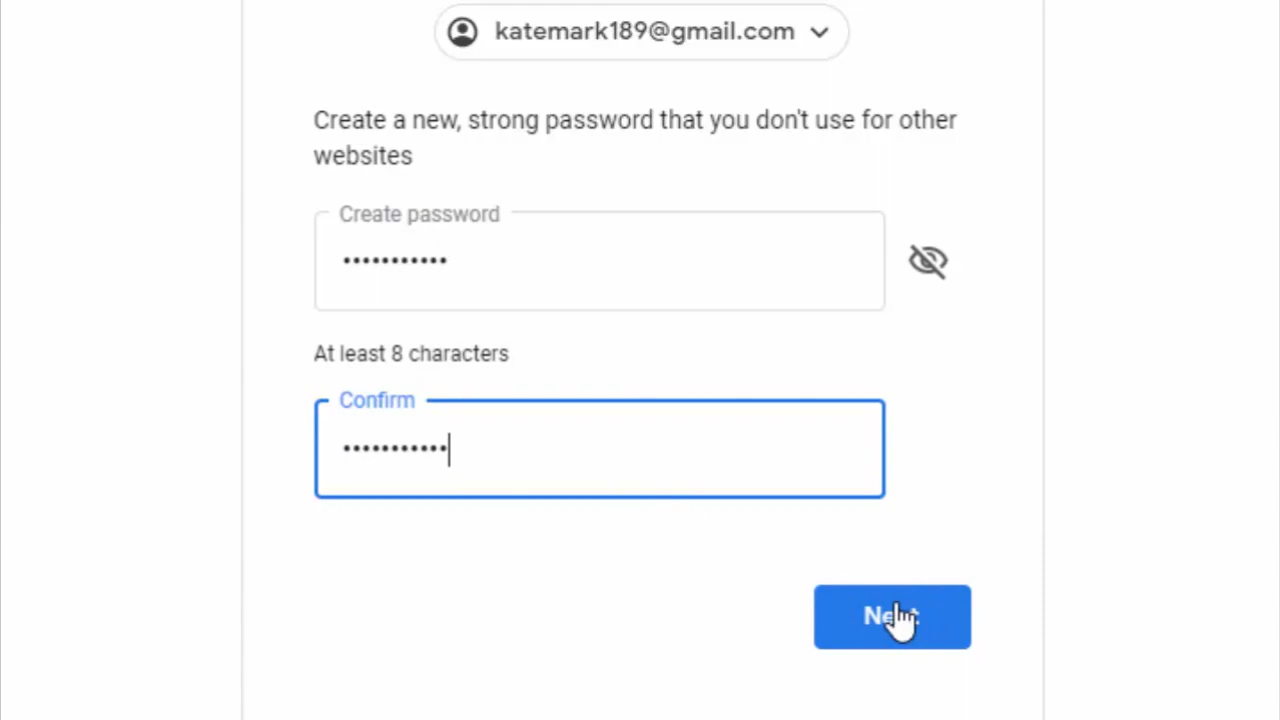 katemark189@gmail.com
Create a new, strong password that you don't use for other
websites
Create password
•••••••••••
At least 8 characters
Confirm
•••••••••••
Next